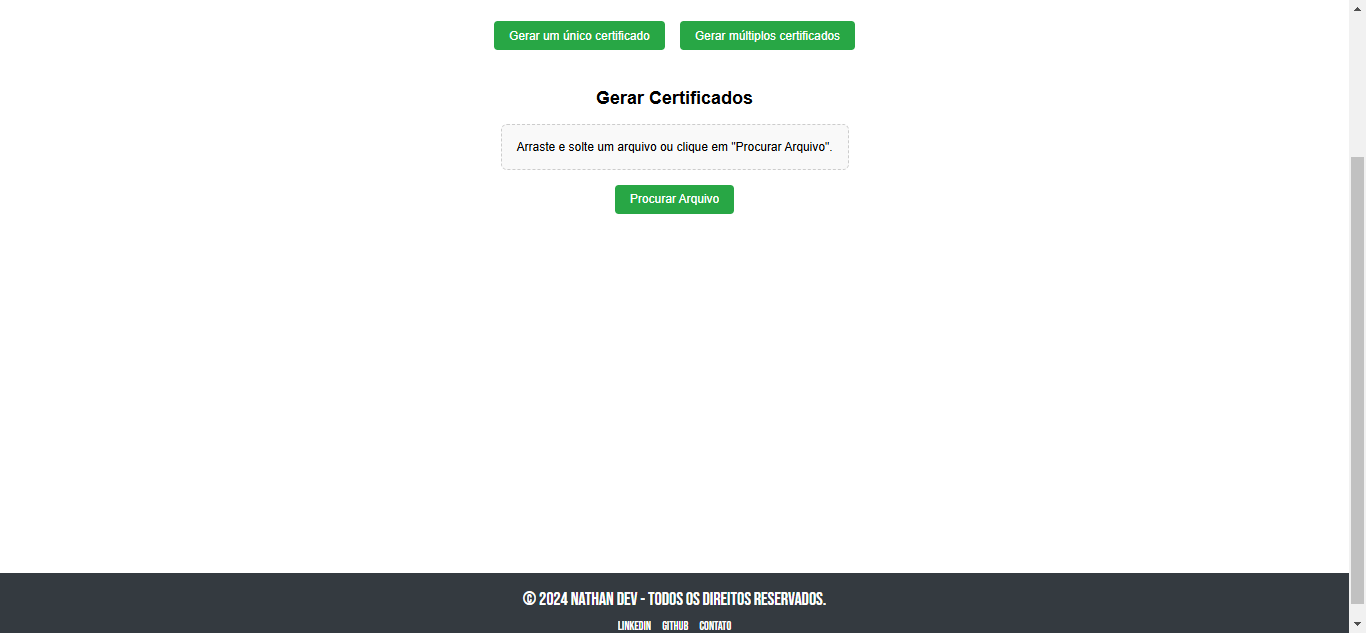 Gerar um único certificado Gerar múltiplos certificados
Gerar Certificados
Arraste e solte um arquivo ou clique em "Procurar Arquivo".
Procurar Arquivo
© 2024 NATHAN DEV - TODOS OS DIREITOS RESERVADOS.
LINKEDIN GITHUB CONTATO